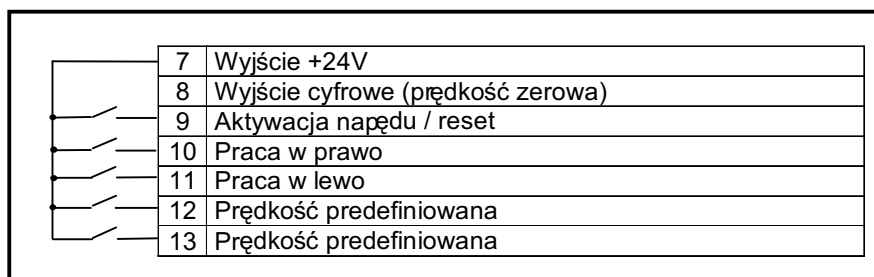 7 Wyjście +24V
8 Wyjście cyfrowe (prędkość zerowa)
9 Aktywacja napędu / reset
10 Praca w prawo
11 Praca w lewo
12 Prędkość predefiniowana
13 Prędkość predefiniowana